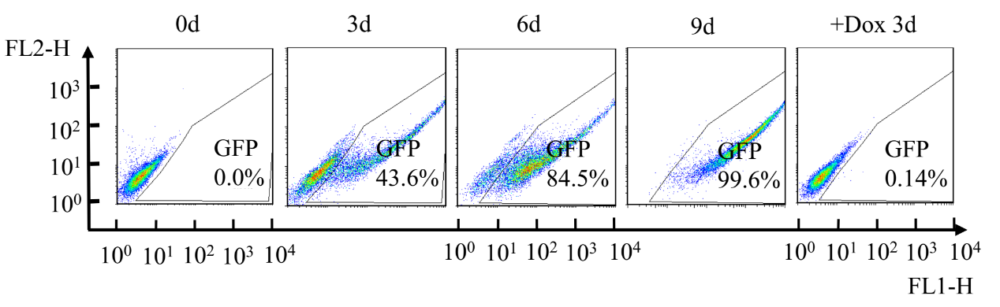 0d 3d 6d 9d +Dox 3d
FL2-H
10³
10²
10¹
10⁰
GFP GFP GFP GFP GFP
0.0% 43.6% 84.5% 99.6% 0.14%
10⁰ 10¹ 10² 10³ 10⁴ 10⁰ 10¹ 10² 10³ 10⁴ 10⁰ 10¹ 10² 10³ 10⁴
FL1-H